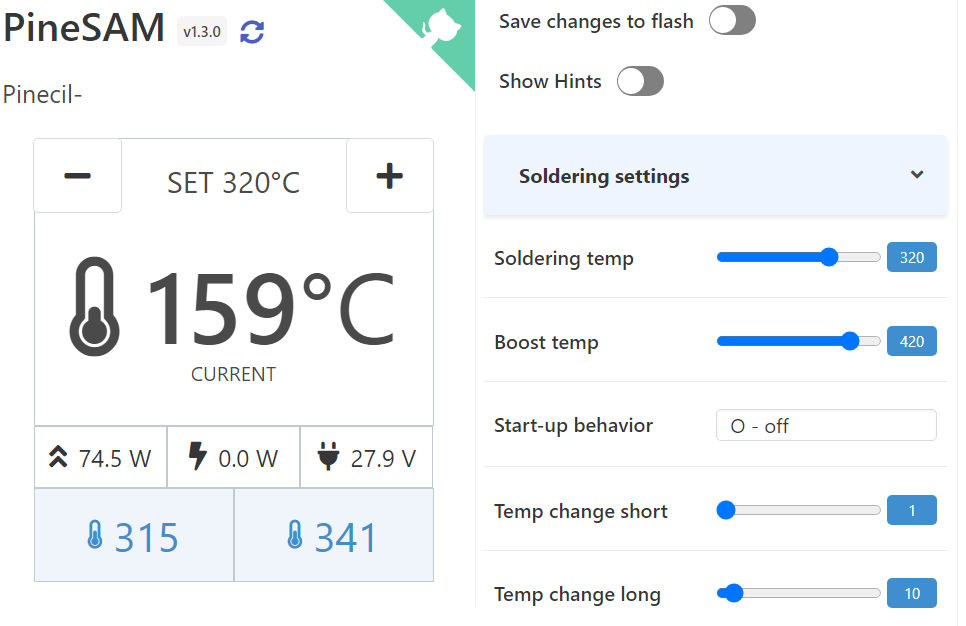 PineSAM v1.3.0
Pinecil-
− SET 320°C +
159°C
CURRENT
74.5 W 0.0 W 27.9 V
315 341
Save changes to flash
Show Hints
Soldering settings
Soldering temp 320
Boost temp 420
Start-up behavior O - off
Temp change short 1
Temp change long 10